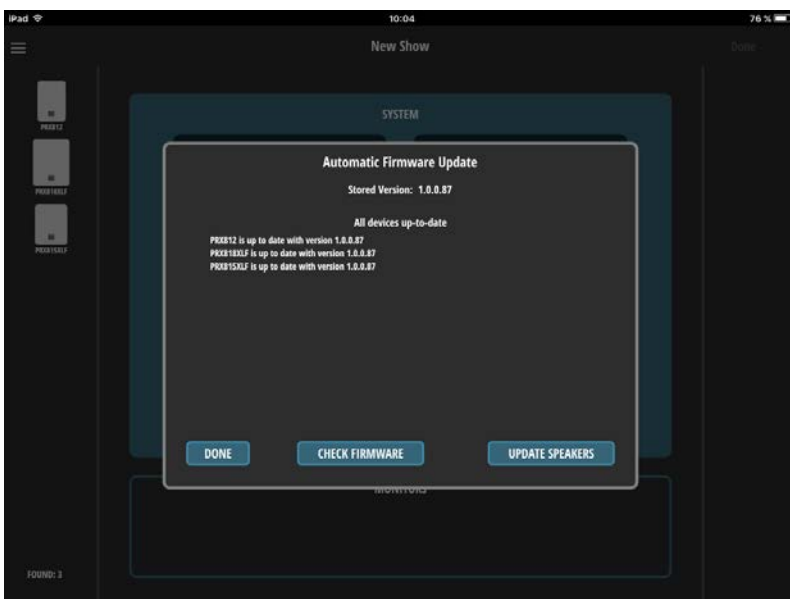 iPad
10:04
76 %
New Show
Done
PRX812
PRX818XLF
PRX815XLF
SYSTEM
Automatic Firmware Update
Stored Version: 1.0.0.87
All devices up-to-date
PRX812 is up to date with version 1.0.0.87
PRX818XLF is up to date with version 1.0.0.87
PRX815XLF is up to date with version 1.0.0.87
DONE
CHECK FIRMWARE
UPDATE SPEAKERS
MONITORS
FOUND: 3